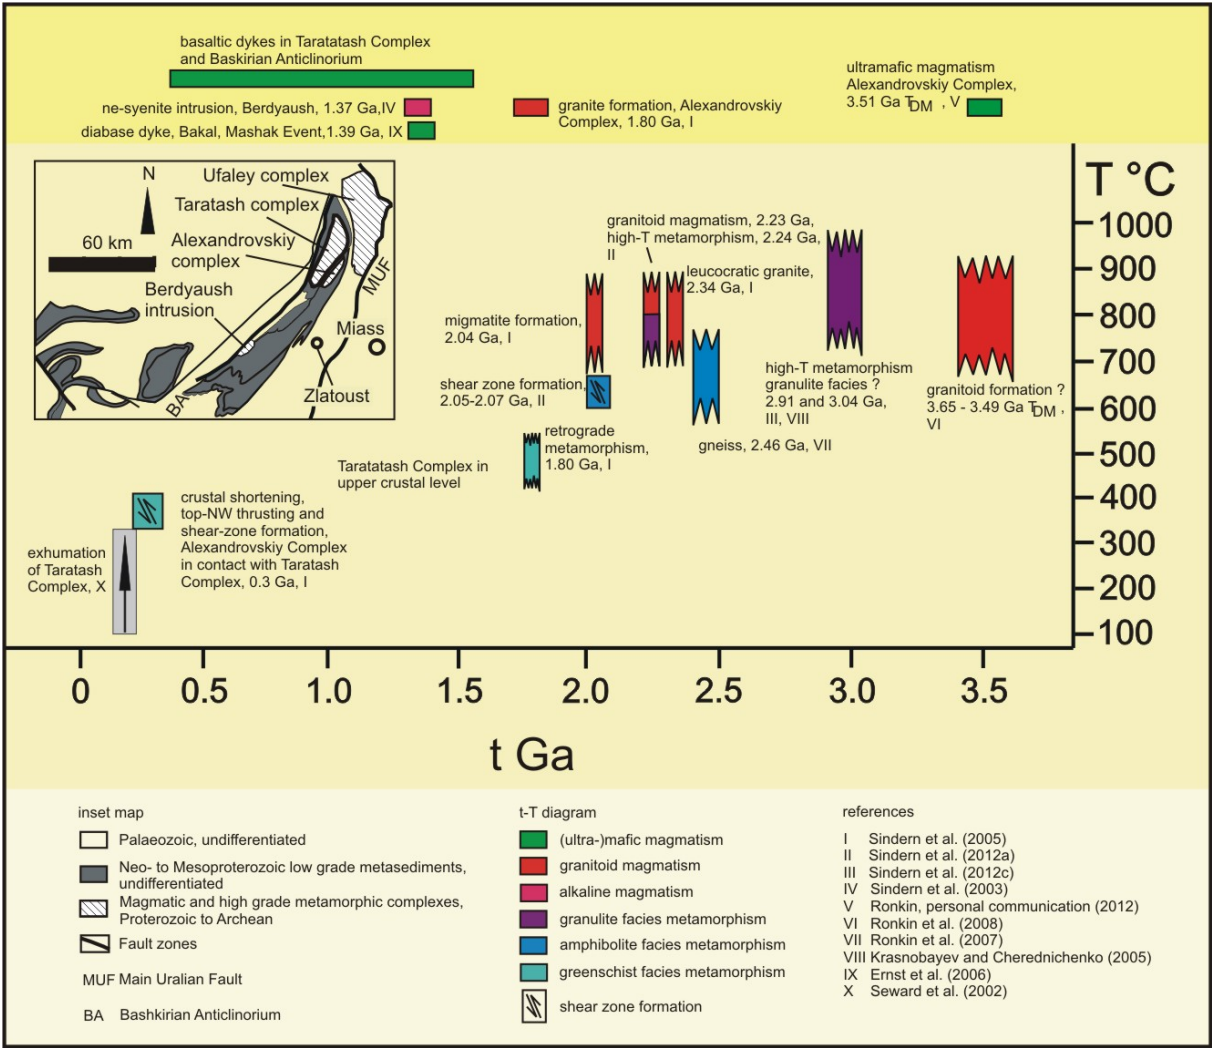 basaltic dykes in Taratatash Complex
and Baskirian Anticlinorium
ne-syenite intrusion, Berdyaush, 1.37 Ga,IV
diabase dyke, Bakal, Mashak Event,1.39 Ga, IX
granite formation, Alexandrovskiy
Complex, 1.80 Ga, I
ultramafic magmatism
Alexandrovskiy Complex,
3.51 Ga TDM , V
N
60 km
Ufaley complex
Taratash complex
Alexandrovskiy
complex
Berdyaush
intrusion
MUF
Miass
Zlatoust
BA
T °C
1000
900
800
700
600
500
400
300
200
100
granitoid magmatism, 2.23 Ga,
high-T metamorphism, 2.24 Ga,
II
leucocratic granite,
2.34 Ga, I
migmatite formation,
2.04 Ga, I
shear zone formation,
2.05-2.07 Ga, II
high-T metamorphism
granulite facies ?
2.91 and 3.04 Ga,
III, VIII
granitoid formation ?
3.65 - 3.49 Ga TDM ,
VI
gneiss, 2.46 Ga, VII
retrograde
metamorphism,
1.80 Ga, I
Taratatash Complex in
upper crustal level
crustal shortening,
top-NW thrusting and
shear-zone formation,
Alexandrovskiy Complex
in contact with Taratash
Complex, 0.3 Ga, I
exhumation
of Taratash
Complex, X
0 0.5 1.0 1.5 2.0 2.5 3.0 3.5
t Ga
inset map
Palaeozoic, undifferentiated
Neo- to Mesoproterozoic low grade metasediments,
undifferentiated
Magmatic and high grade metamorphic complexes,
Proterozoic to Archean
Fault zones
MUF Main Uralian Fault
BA Bashkirian Anticlinorium
t-T diagram
(ultra-)mafic magmatism
granitoid magmatism
alkaline magmatism
granulite facies metamorphism
amphibolite facies metamorphism
greenschist facies metamorphism
shear zone formation
references
I Sindern et al. (2005)
II Sindern et al. (2012a)
III Sindern et al. (2012c)
IV Sindern et al. (2003)
V Ronkin, personal communication (2012)
VI Ronkin et al. (2008)
VII Ronkin et al. (2007)
VIII Krasnobayev and Cherednichenko (2005)
IX Ernst et al. (2006)
X Seward et al. (2002)